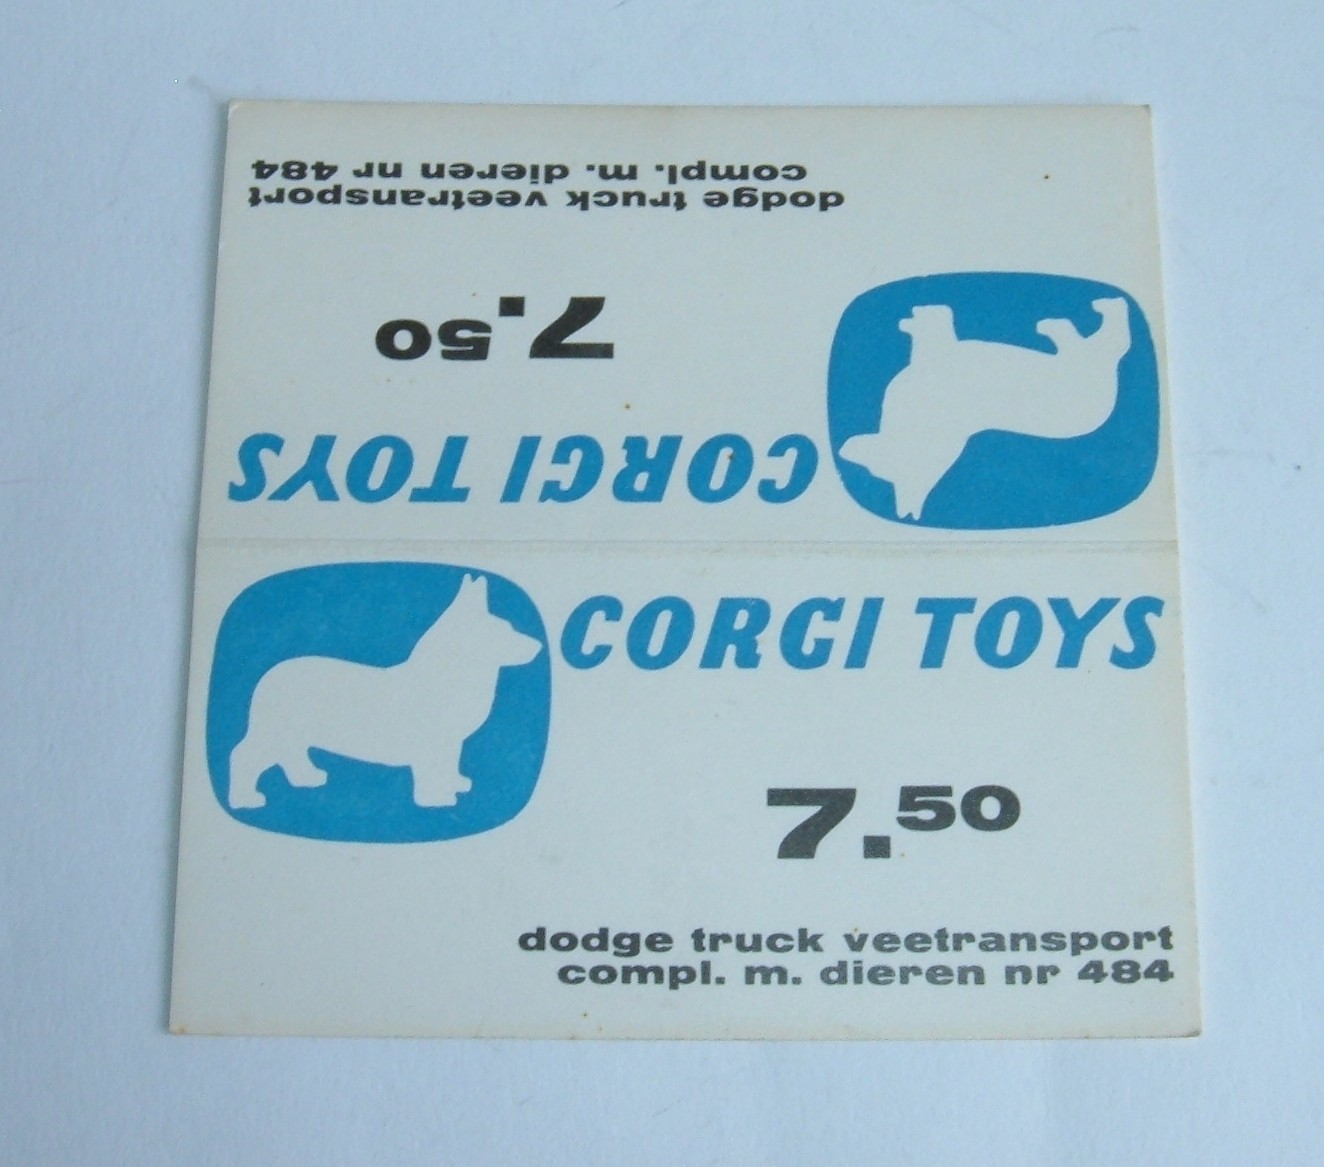 dodge truck veetransport
compl. m. dieren nr 484
7.50
CORGI TOYS
CORGI TOYS
7.50
dodge truck veetransport
compl. m. dieren nr 484